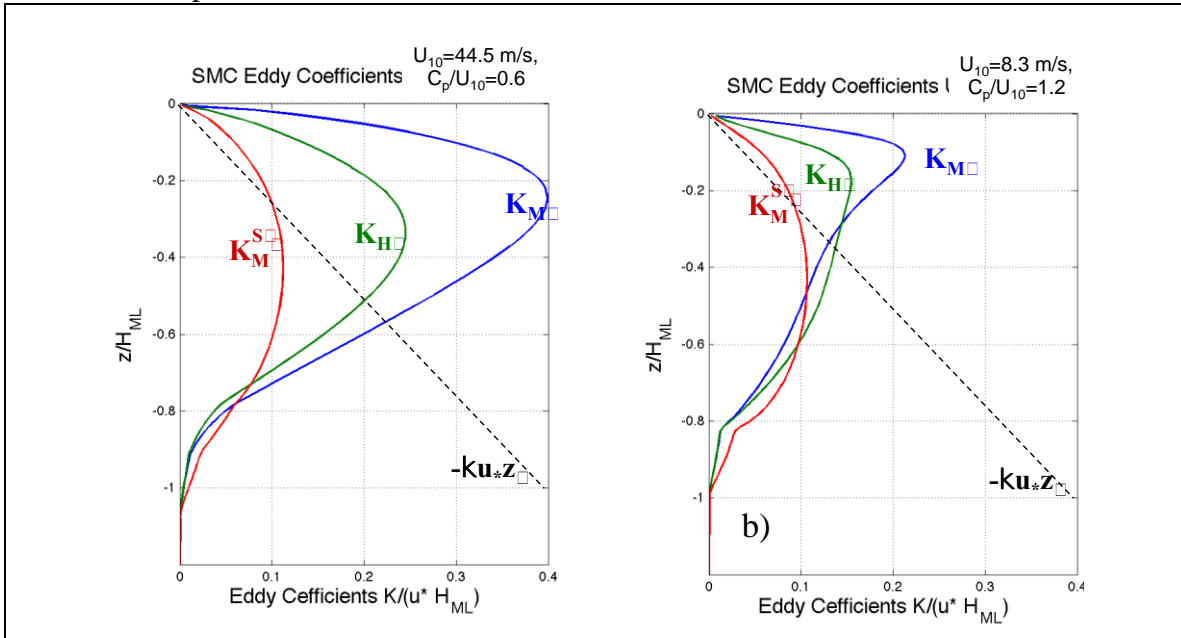 U10=44.5 m/s,
SMC Eddy Coefficients
Cp/U10=0.6
0
-0.2
-0.4
-0.6
-0.8
-1
z/HML
KM
KH
KMS
-ku*z
0
0.1
0.2
0.3
0.4
Eddy Cefficients K/(u* HML)
U10=8.3 m/s,
SMC Eddy Coefficients
Cp/U10=1.2
0
-0.2
-0.4
-0.6
-0.8
-1
z/HML
KM
KH
KMS
-ku*z
b)
0
0.1
0.2
0.3
0.4
Eddy Cefficients K/(u* HML)